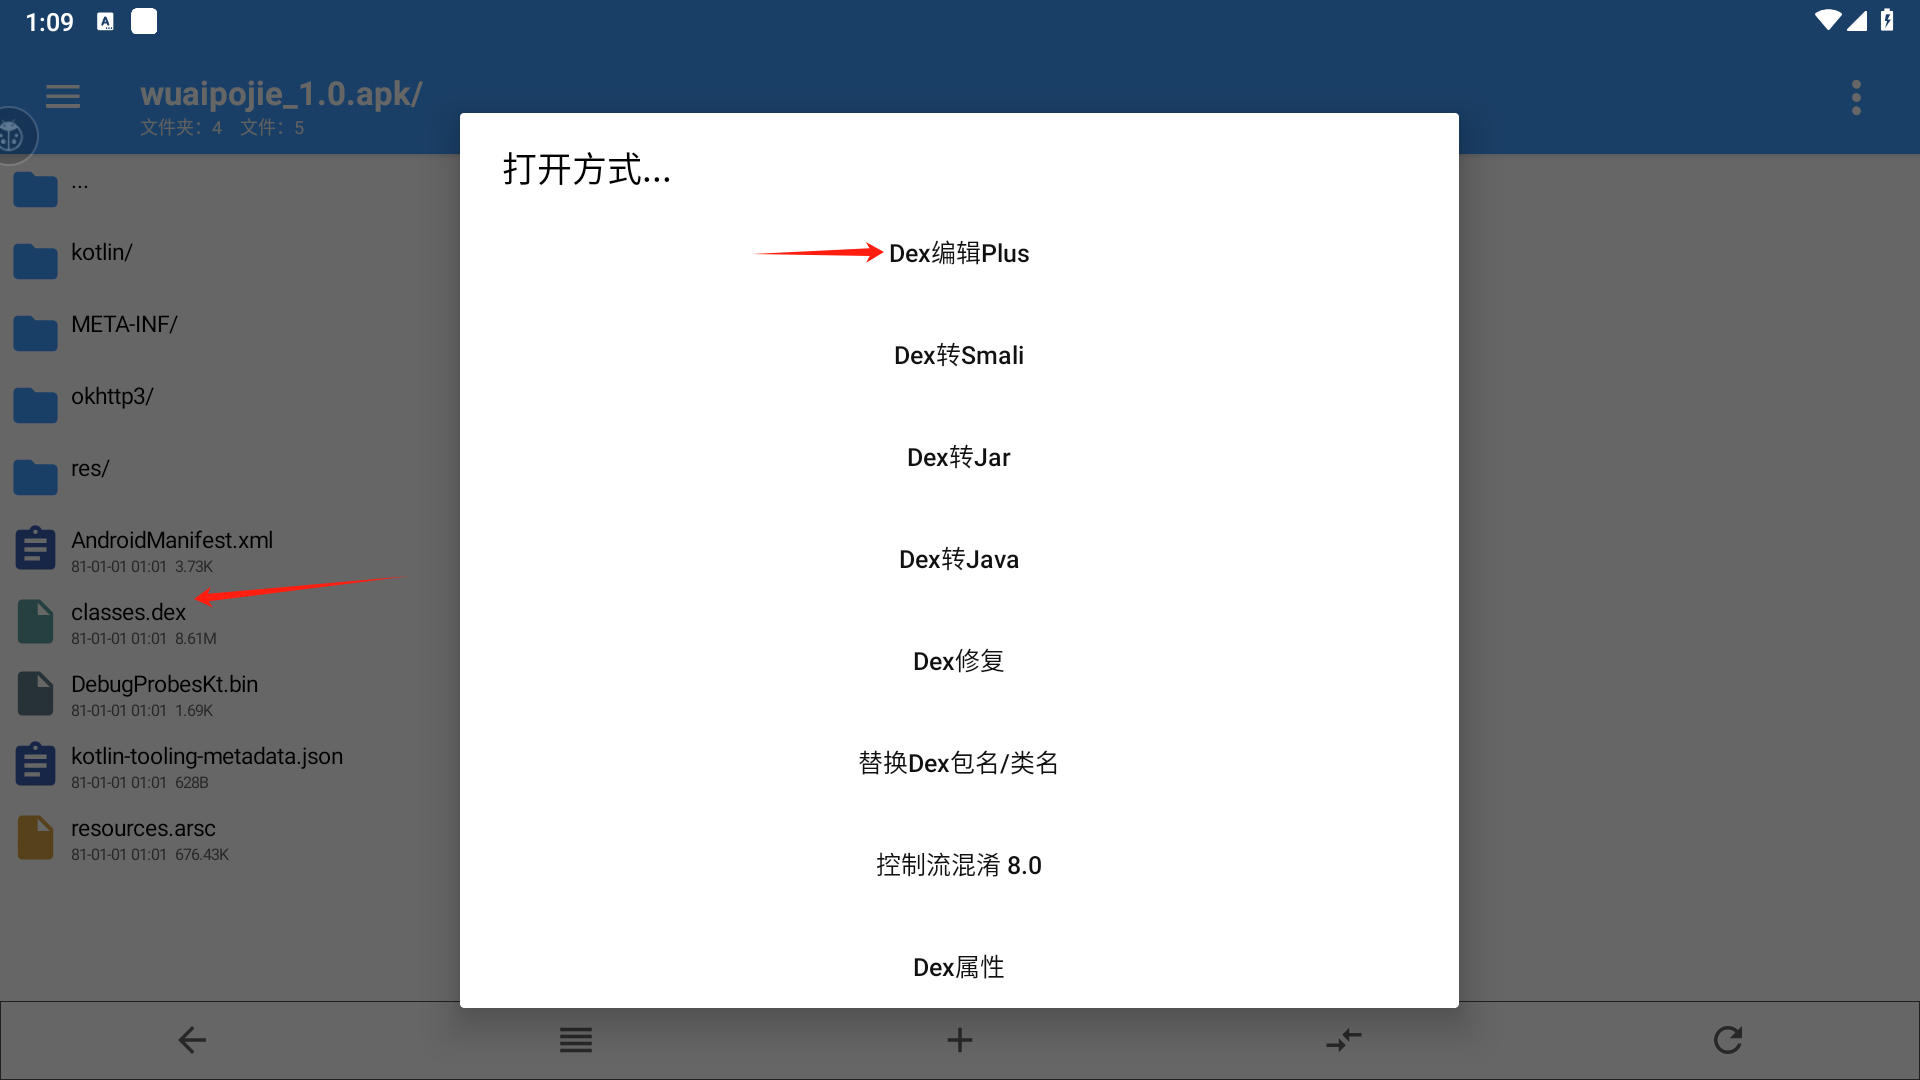 1:09
wuaipojie_1.0.apk/
文件夹：4 文件：5
...
kotlin/
META-INF/
okhttp3/
res/
AndroidManifest.xml
81-01-01 01:01 3.73K
classes.dex
81-01-01 01:01 8.61M
DebugProbesKt.bin
81-01-01 01:01 1.69K
kotlin-tooling-metadata.json
81-01-01 01:01 628B
resources.arsc
81-01-01 01:01 676.43K
打开方式...
Dex编辑Plus
Dex转Smali
Dex转Jar
Dex转Java
Dex修复
替换Dex包名/类名
控制流混淆 8.0
Dex属性